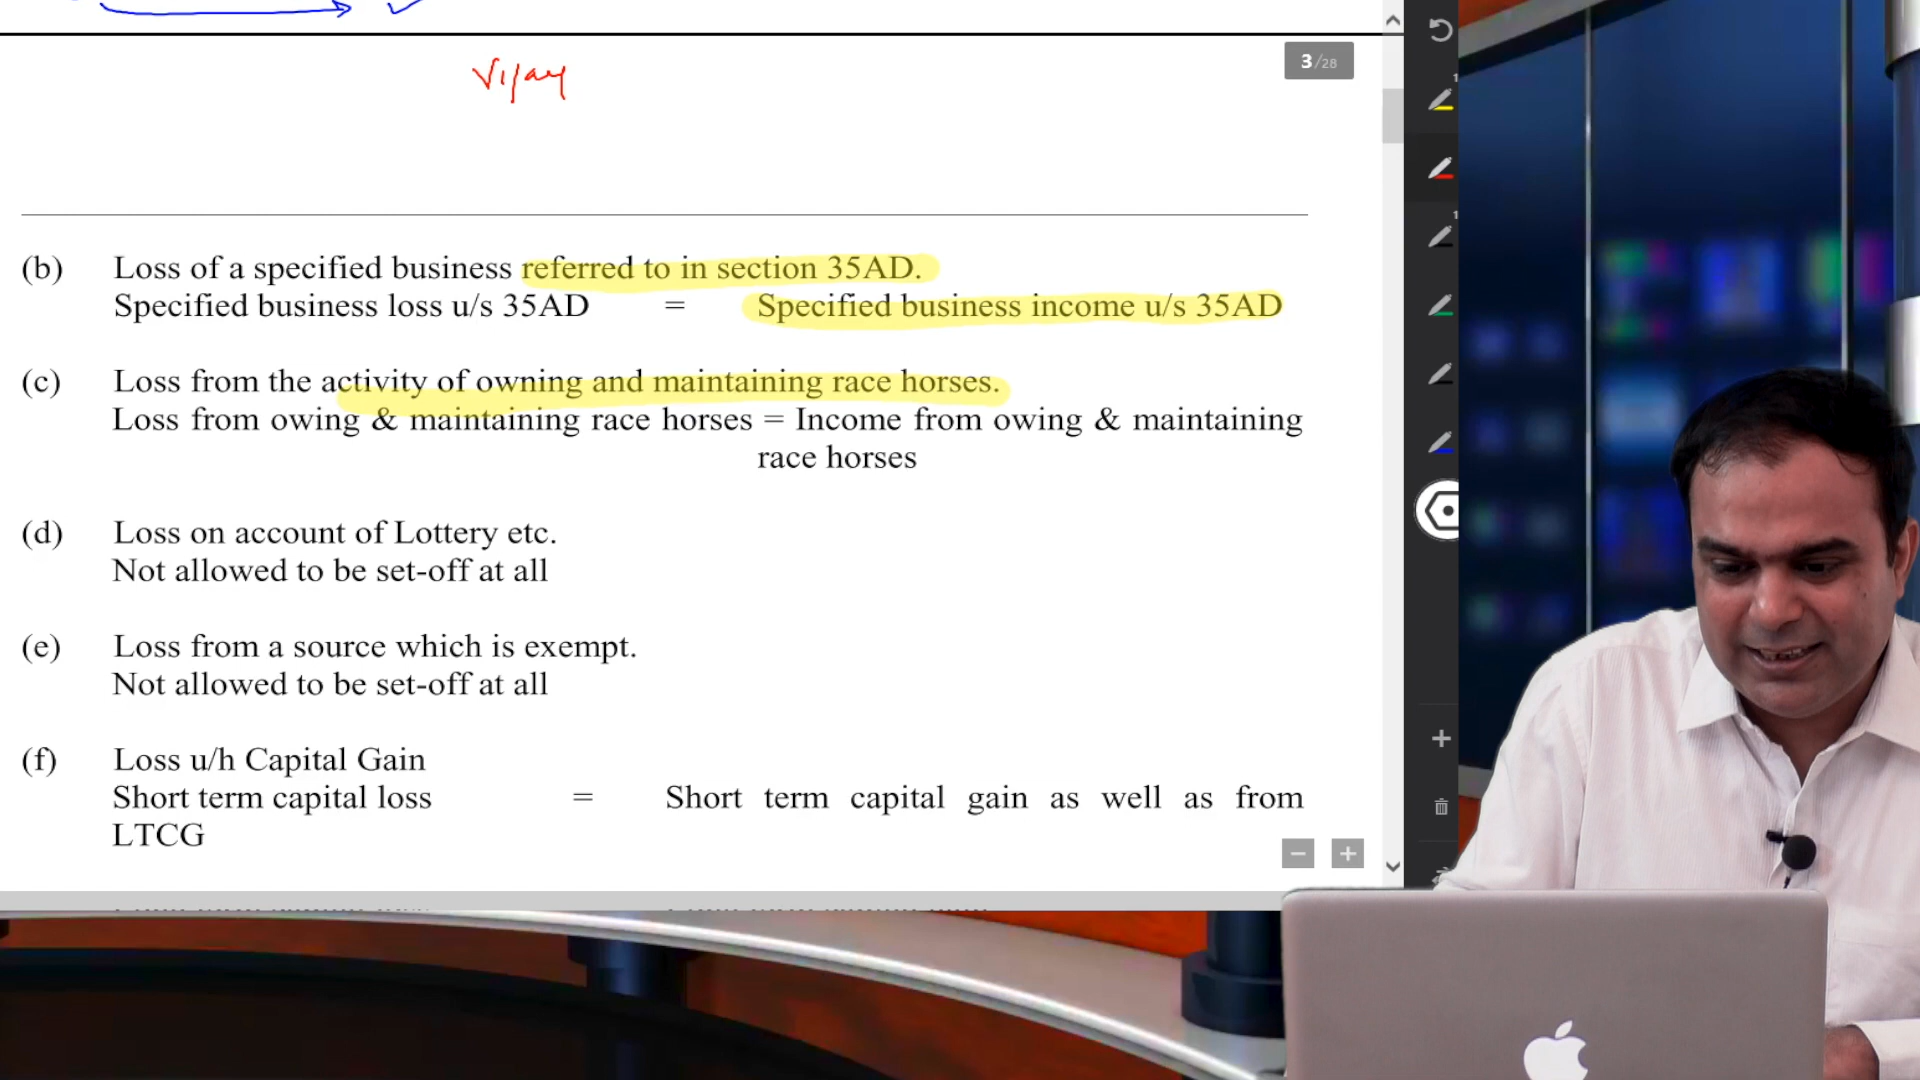 Vijay
3/28
(b) Loss of a specified business referred to in section 35AD.
Specified business loss u/s 35AD = Specified business income u/s 35AD
(c) Loss from the activity of owning and maintaining race horses.
Loss from owing & maintaining race horses = Income from owing & maintaining
race horses
(d) Loss on account of Lottery etc.
Not allowed to be set-off at all
(e) Loss from a source which is exempt.
Not allowed to be set-off at all
(f) Loss u/h Capital Gain
Short term capital loss = Short term capital gain as well as from
LTCG